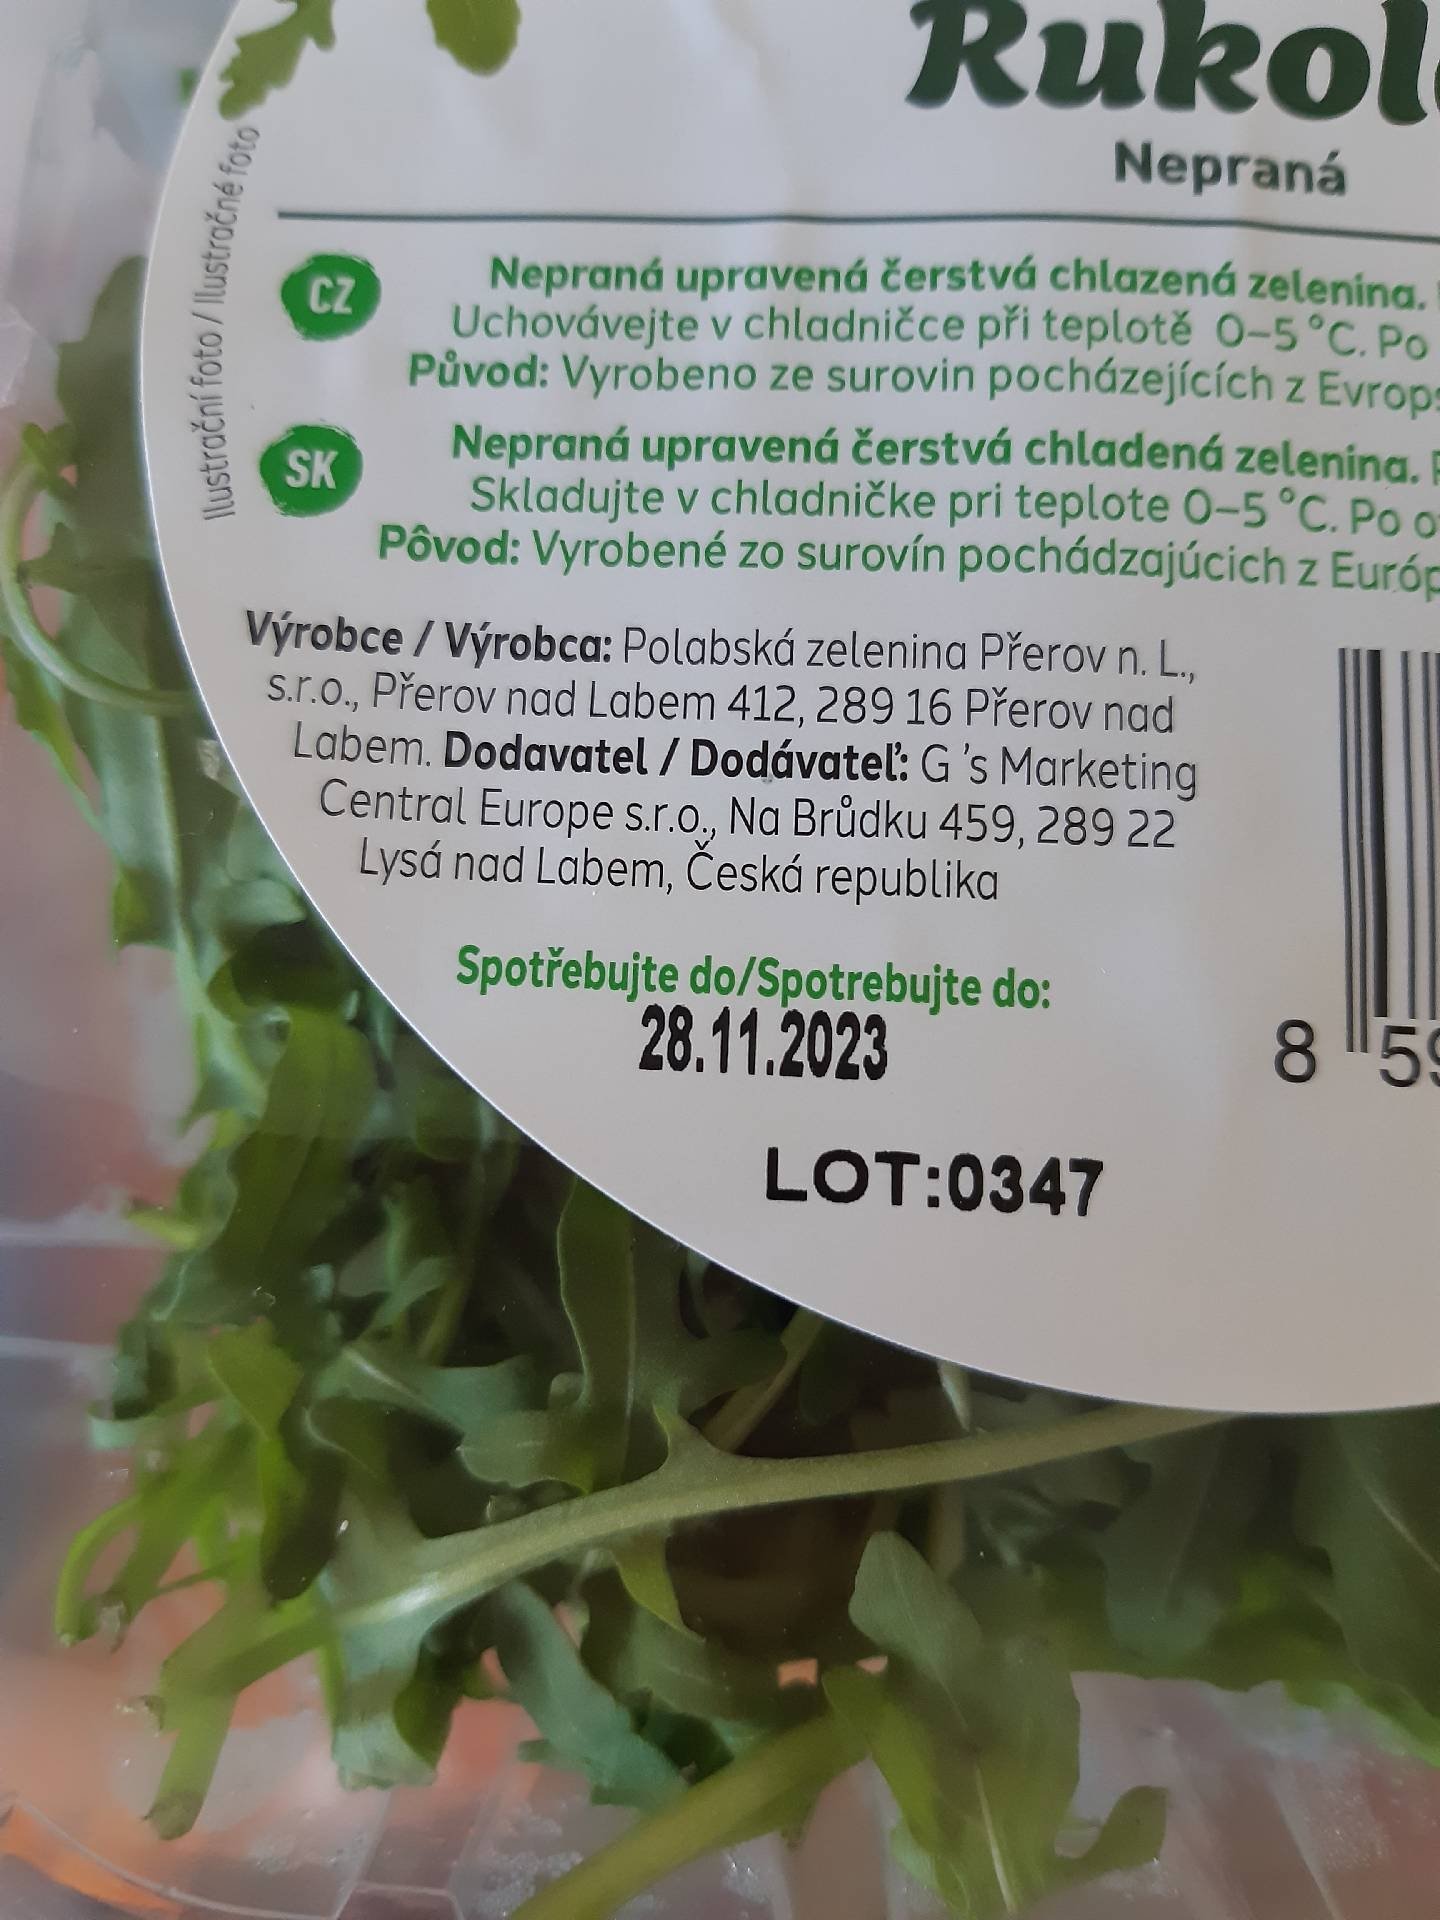 Nepraná
Ilustrační foto / Ilustračné foto
CZ
Nepraná upravená čerstvá chlazená zelenina.
Uchovávejte v chladničce při teplotě 0–5 °C. Po
Původ: Vyrobeno ze surovin pocházejících z
SK
Nepraná upravená čerstvá chladená zelenina.
Skladujte v chladničke pri teplote 0–5 °C. Po
Pôvod: Vyrobené zo surovín pochádzajúcich z
Výrobce / Výrobca: Polabská zelenina Přerov n. L.,
s.r.o., Přerov nad Labem 412, 289 16 Přerov nad
Labem. Dodavatel / Dodávateľ: G 's Marketing
Central Europe s.r.o., Na Brůdku 459, 289 22
Lysá nad Labem, Česká republika
Spotřebujte do/Spotrebujte do:
28.11.2023
8 59
LOT:0347